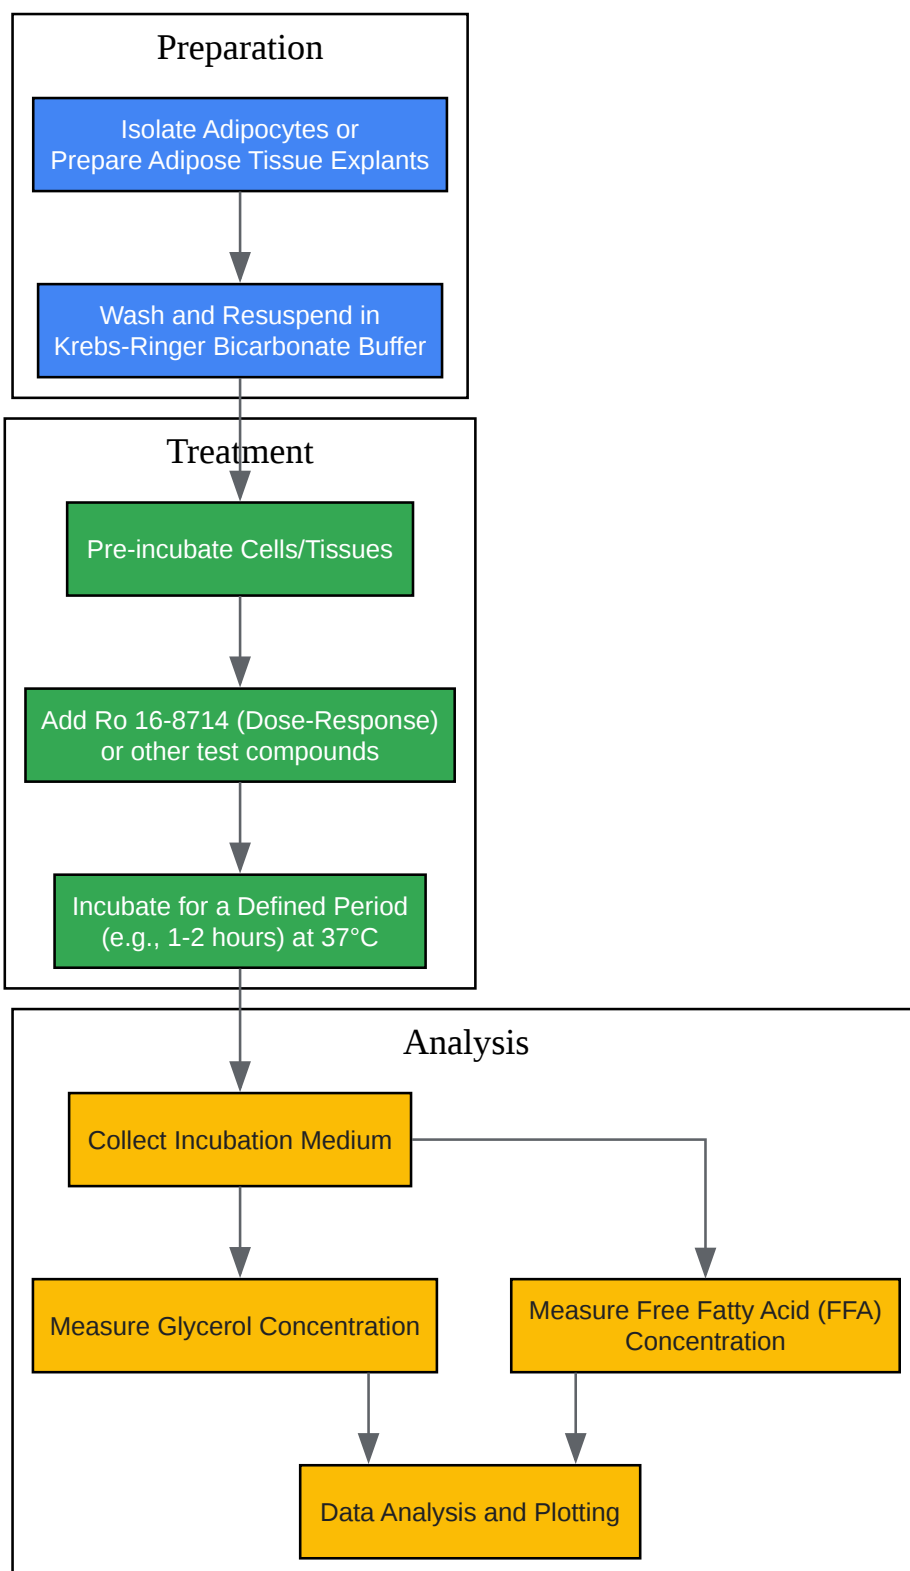 Preparation
Isolate Adipocytes or
Prepare Adipose Tissue Explants
Wash and Resuspend in
Krebs-Ringer Bicarbonate Buffer
Treatment
Pre-incubate Cells/Tissues
Add Ro 16-8714 (Dose-Response)
or other test compounds
Incubate for a Defined Period
(e.g., 1-2 hours) at 37°C
Analysis
Collect Incubation Medium
Measure Glycerol Concentration
Measure Free Fatty Acid (FFA)
Concentration
Data Analysis and Plotting